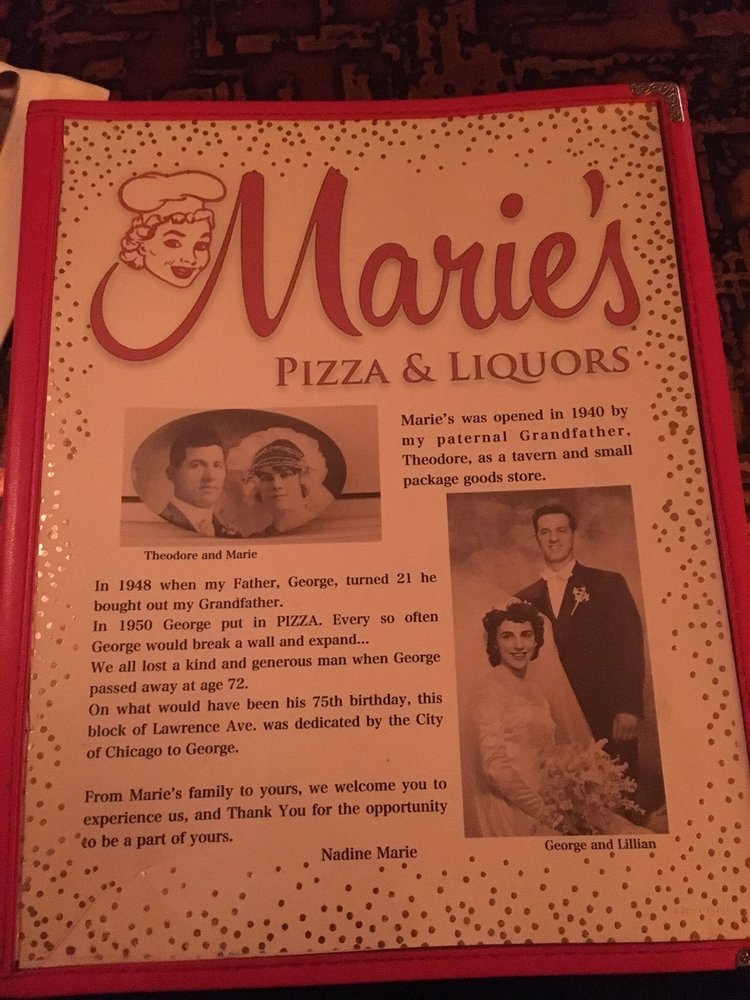 Marie's
PIZZA & LIQUORS
Marie's was opened in 1940 by
my paternal Grandfather,
Theodore, as a tavern and small
package goods store.
Theodore and Marie
In 1948 when my Father, George, turned 21 he
bought out my Grandfather.
In 1950 George put in PIZZA. Every so often
George would break a wall and expand...
We all lost a kind and generous man when George
passed away at age 72.
On what would have been his 75th birthday, this
block of Lawrence Ave. was dedicated by the City
of Chicago to George.
From Marie's family to yours, we welcome you to
experience us, and Thank You for the opportunity
to be a part of yours.
Nadine Marie
George and Lillian